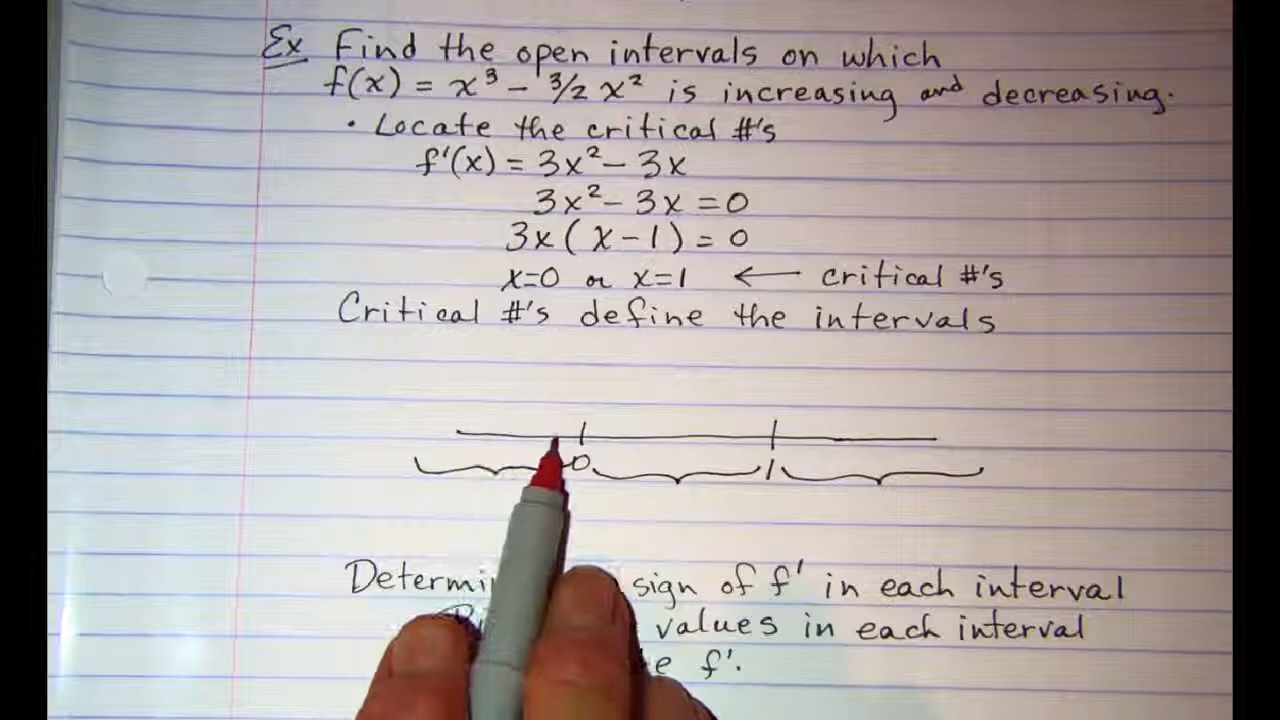 Ex Find the open intervals on which
f(x) = x³ - 3/2 x² is increasing and decreasing.
• Locate the critical #'s
f'(x) = 3x² - 3x
3x² - 3x = 0
3x(x - 1) = 0
x=0 or x=1 ← critical #'s
Critical #'s define the intervals
0 1
sign of f' in each interval
values in each interval
f'.